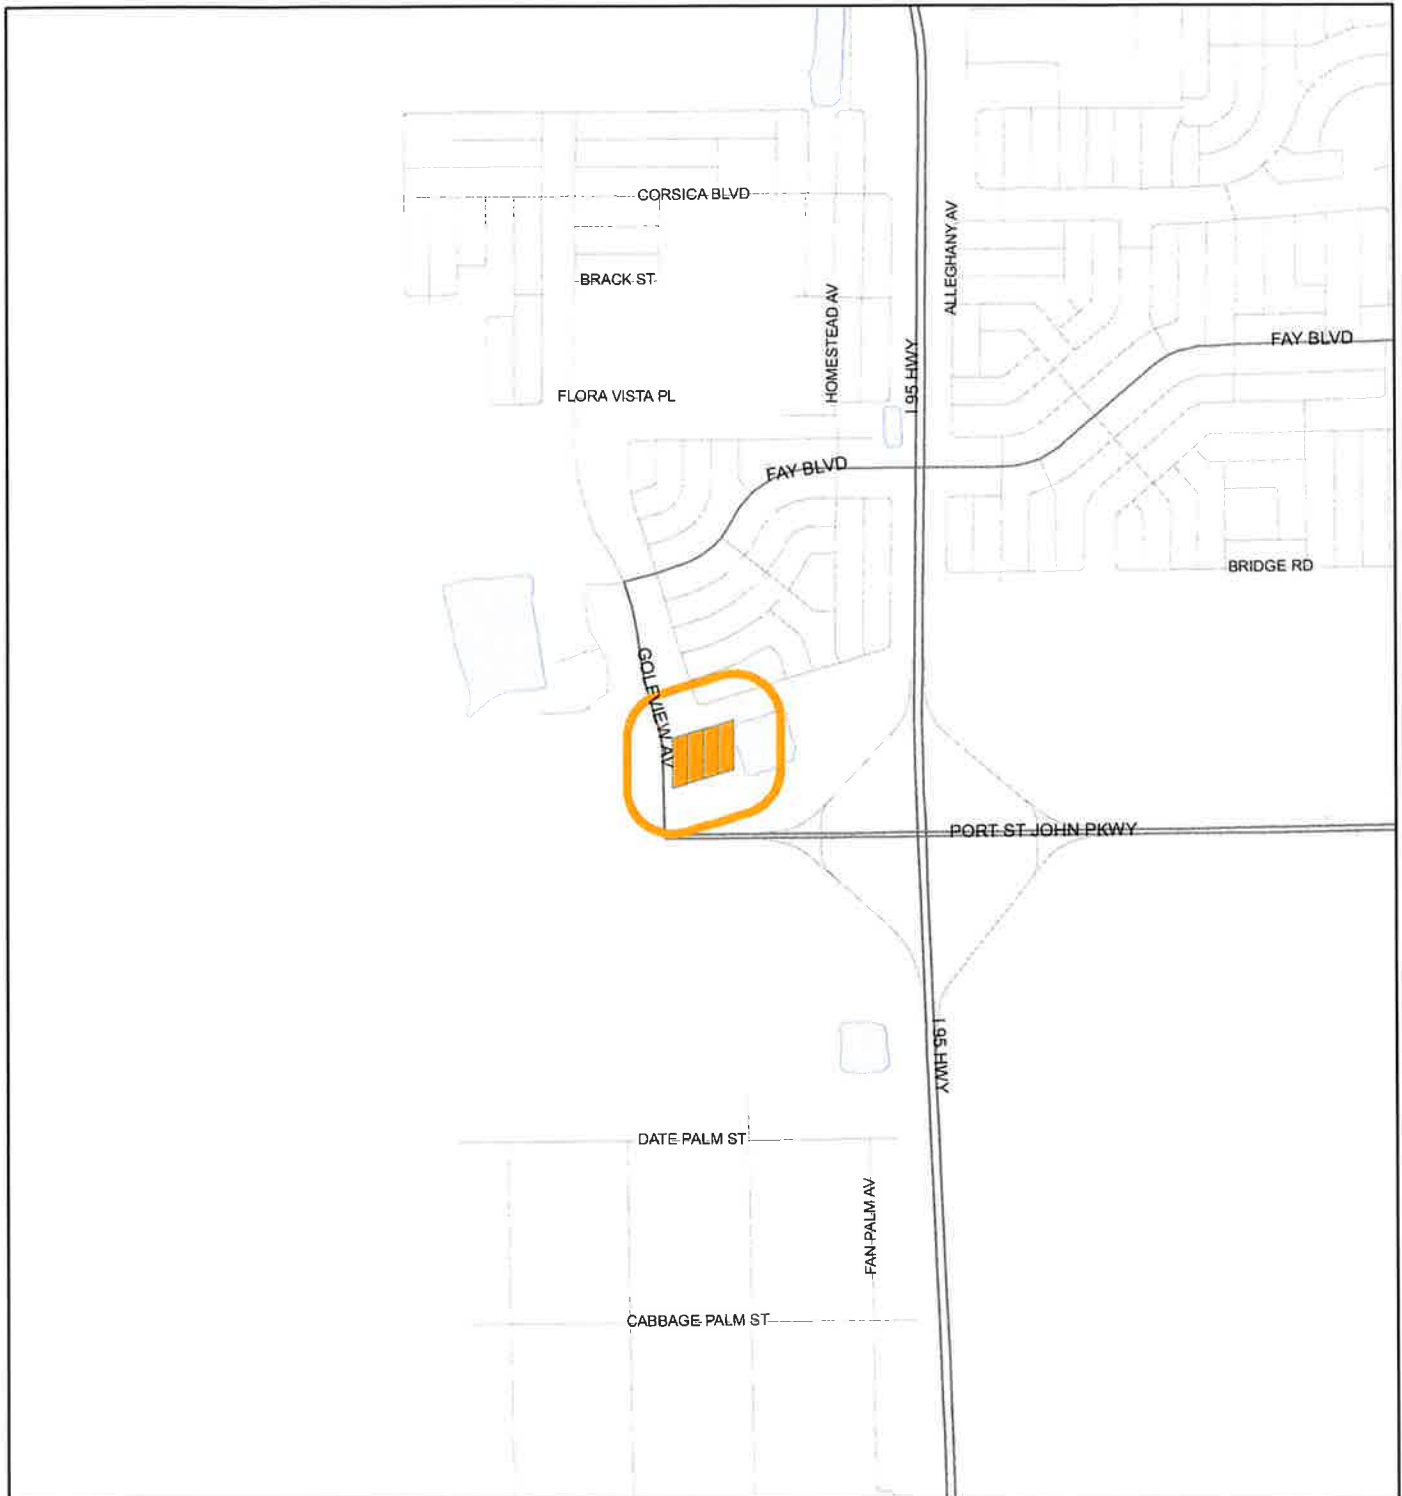 CORSICA BLVD
ALLEGHANY AV
BRACK ST
HOMESTEAD AV
I 95 HWY
FAY BLVD
FLORA VISTA PL
FAY BLVD
BRIDGE RD
GOLFVIEW AV
PORT ST JOHN PKWY
I 95 HWY
DATE PALM ST
FAN PALM AV
CABBAGE PALM ST